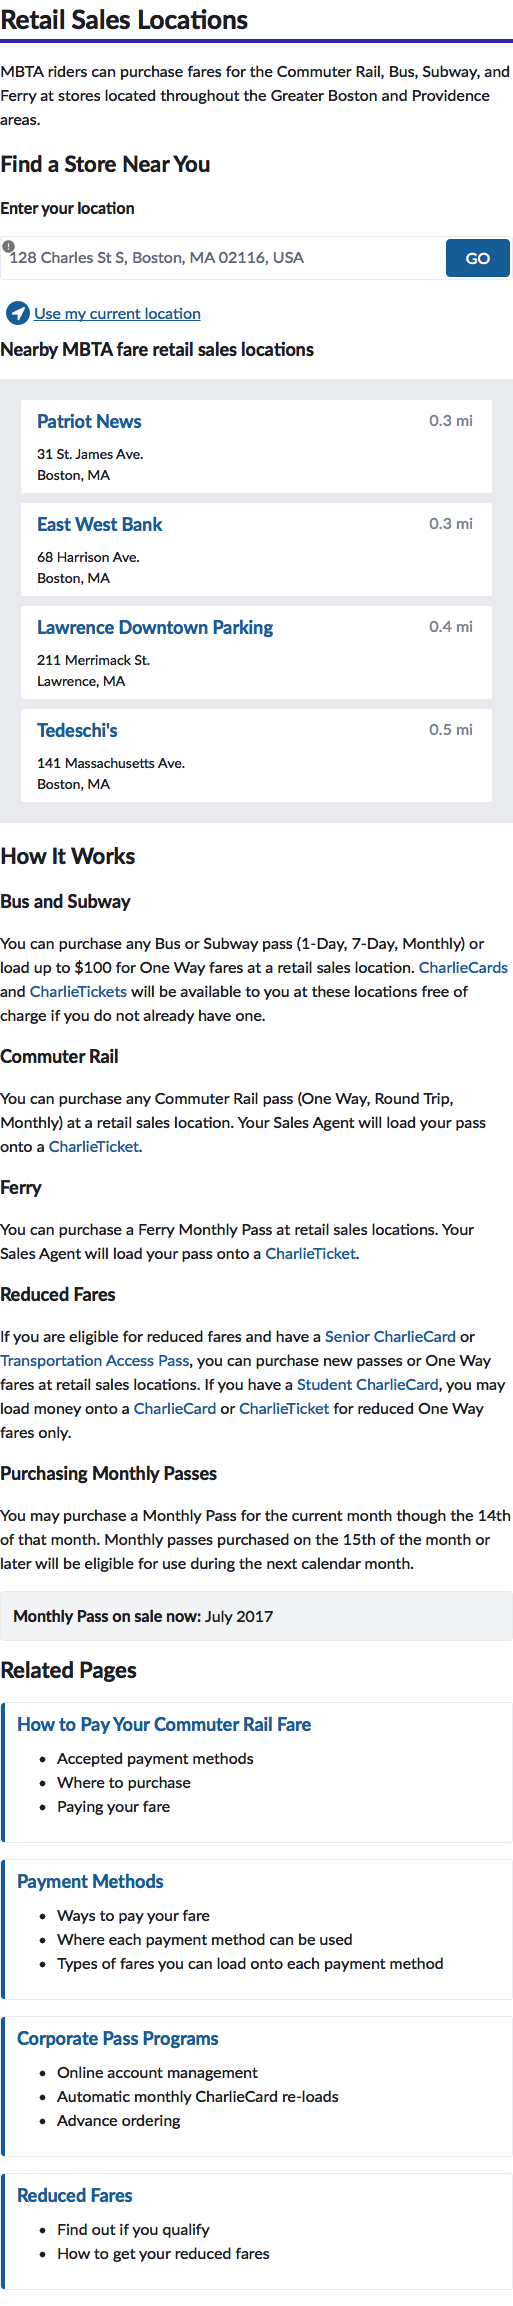 Retail Sales Locations
MBTA riders can purchase fares for the Commuter Rail, Bus, Subway, and
Ferry at stores located throughout the Greater Boston and Providence
areas.
Find a Store Near You
Enter your location
128 Charles St S, Boston, MA 02116, USA
GO
Use my current location
Nearby MBTA fare retail sales locations
Patriot News 0.3 mi
31 St. James Ave.
Boston, MA
East West Bank 0.3 mi
68 Harrison Ave.
Boston, MA
Lawrence Downtown Parking 0.4 mi
211 Merrimack St.
Lawrence, MA
Tedeschi's 0.5 mi
141 Massachusetts Ave.
Boston, MA
How It Works
Bus and Subway
You can purchase any Bus or Subway pass (1-Day, 7-Day, Monthly) or
load up to $100 for One Way fares at a retail sales location. CharlieCards
and CharlieTickets will be available to you at these locations free of
charge if you do not already have one.
Commuter Rail
You can purchase any Commuter Rail pass (One Way, Round Trip,
Monthly) at a retail sales location. Your Sales Agent will load your pass
onto a CharlieTicket.
Ferry
You can purchase a Ferry Monthly Pass at retail sales locations. Your
Sales Agent will load your pass onto a CharlieTicket.
Reduced Fares
If you are eligible for reduced fares and have a Senior CharlieCard or
Transportation Access Pass, you can purchase new passes or One Way
fares at retail sales locations. If you have a Student CharlieCard, you may
load money onto a CharlieCard or CharlieTicket for reduced One Way
fares only.
Purchasing Monthly Passes
You may purchase a Monthly Pass for the current month though the 14th
of that month. Monthly passes purchased on the 15th of the month or
later will be eligible for use during the next calendar month.
Monthly Pass on sale now: July 2017
Related Pages
How to Pay Your Commuter Rail Fare
• Accepted payment methods
• Where to purchase
• Paying your fare
Payment Methods
• Ways to pay your fare
• Where each payment method can be used
• Types of fares you can load onto each payment method
Corporate Pass Programs
• Online account management
• Automatic monthly CharlieCard re-loads
• Advance ordering
Reduced Fares
• Find out if you qualify
• How to get your reduced fares